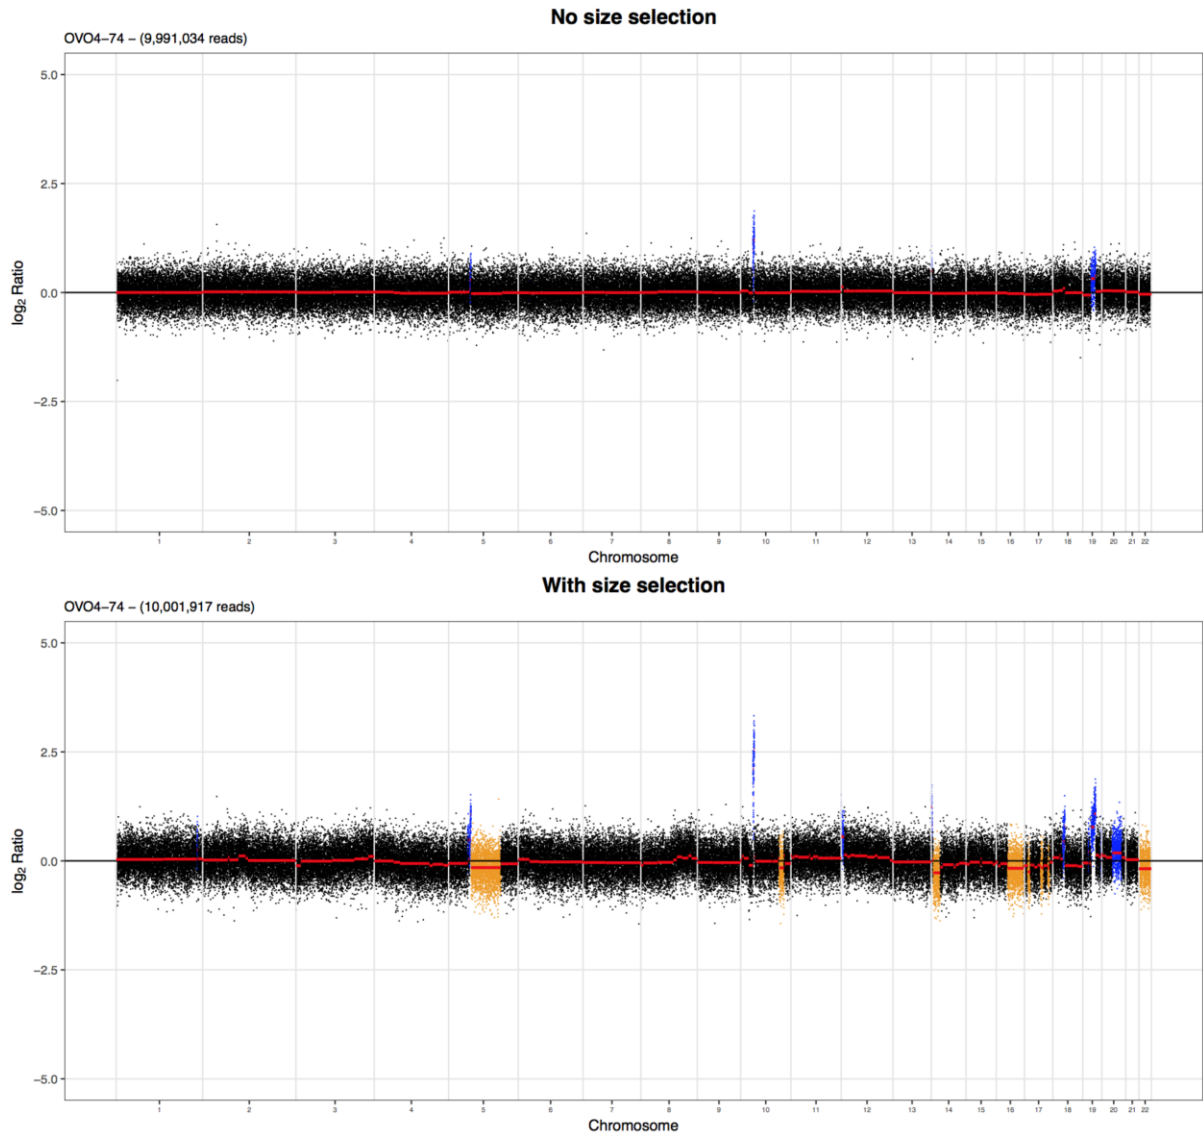 No size selection
OVO4–74 – (9,991,034 reads)
5.0
2.5
0.0
−2.5
−5.0
log2 Ratio
1 2 3 4 5 6 7 8 9 10 11 12 13 14 15 16 17 18 19 20 21 22
Chromosome
With size selection
OVO4–74 – (10,001,917 reads)
5.0
2.5
0.0
−2.5
−5.0
log2 Ratio
1 2 3 4 5 6 7 8 9 10 11 12 13 14 15 16 17 18 19 20 21 22
Chromosome